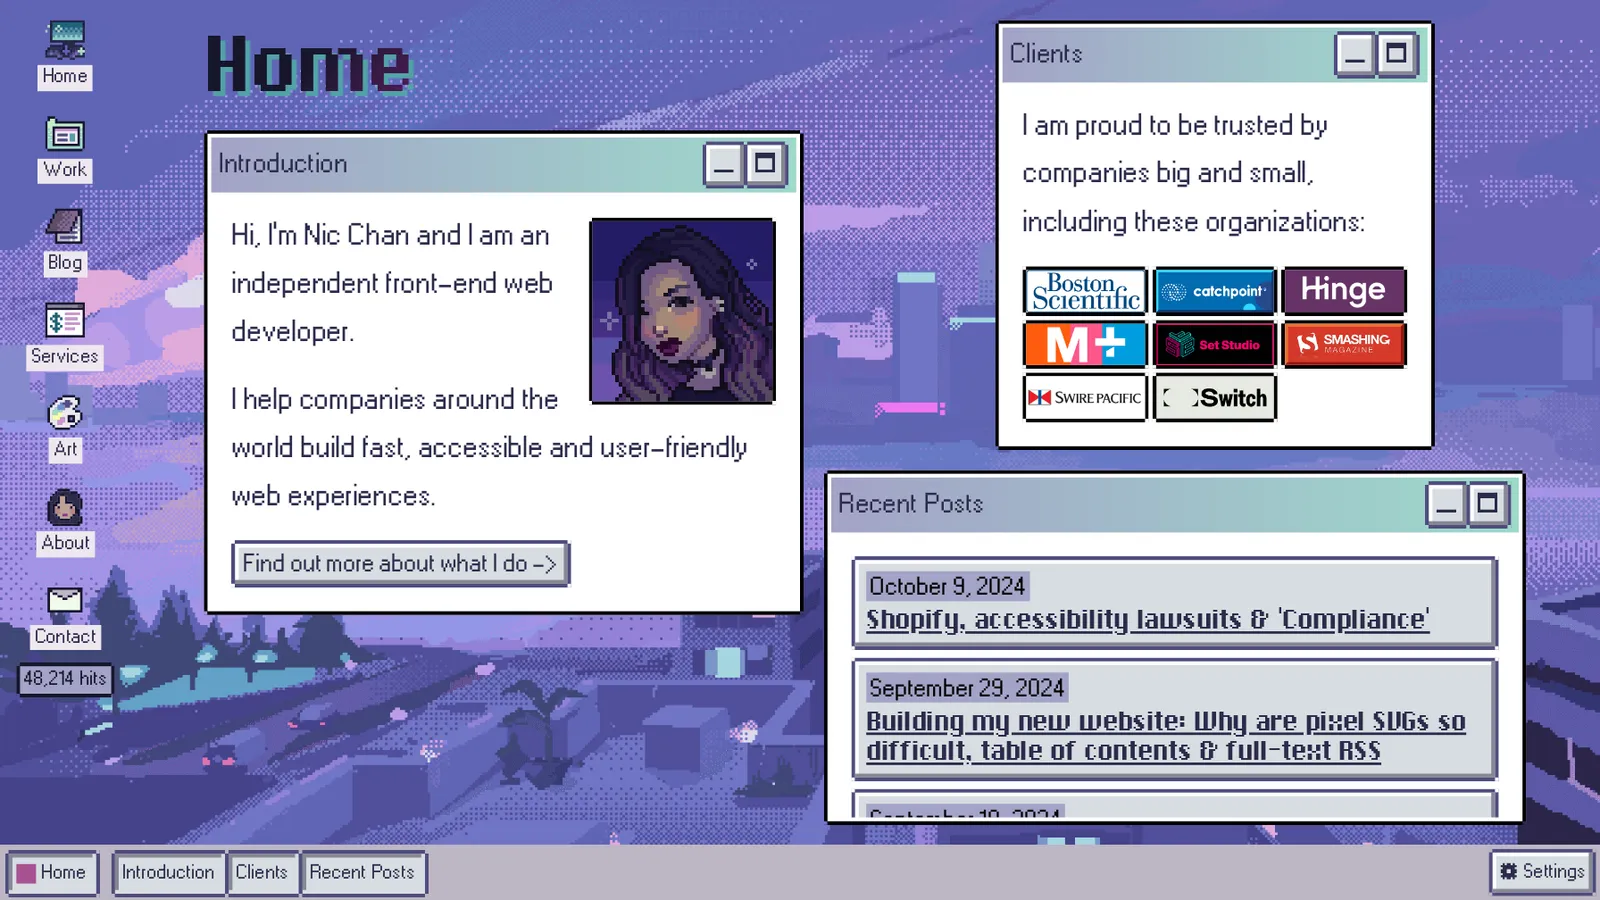 Home
Work
Blog
Services
Art
About
Contact
48,214 hits
Home
Introduction
Hi, I'm Nic Chan and I am an
independent front-end web
developer.
I help companies around the
world build fast, accessible and user-friendly
web experiences.
Find out more about what I do ->
Clients
I am proud to be trusted by
companies big and small,
including these organizations:
Boston
Scientific
catchpoint
Hinge
M+
Set Studio
SMASHING
MAGAZINE
SWIRE PACIFIC
Switch
Recent Posts
October 9, 2024
Shopify, accessibility lawsuits & 'Compliance'
September 29, 2024
Building my new website: Why are pixel SVGs so
difficult, table of contents & full-text RSS
Home
Introduction
Clients
Recent Posts
Settings